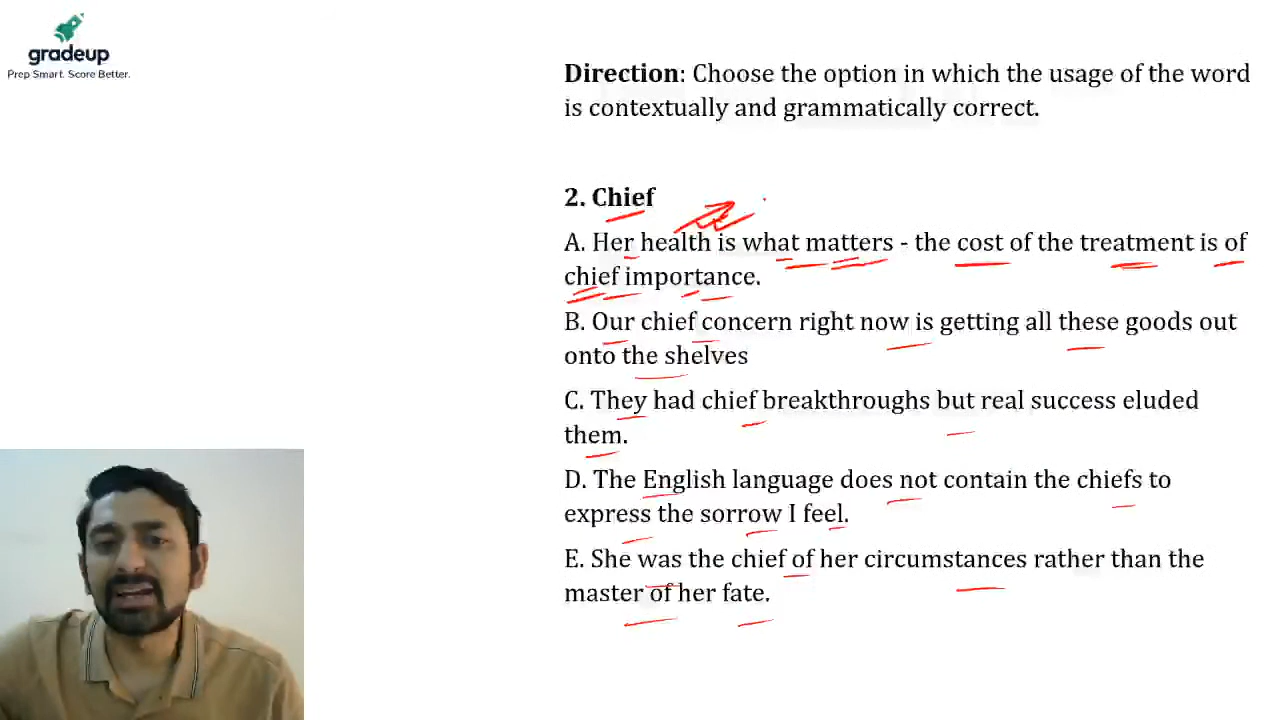 gradeup
Prep Smart. Score Better.
Direction: Choose the option in which the usage of the word
is contextually and grammatically correct.
2. Chief
A. Her health is what matters - the cost of the treatment is of
chief importance.
B. Our chief concern right now is getting all these goods out
onto the shelves
C. They had chief breakthroughs but real success eluded
them.
D. The English language does not contain the chiefs to
express the sorrow I feel.
E. She was the chief of her circumstances rather than the
master of her fate.